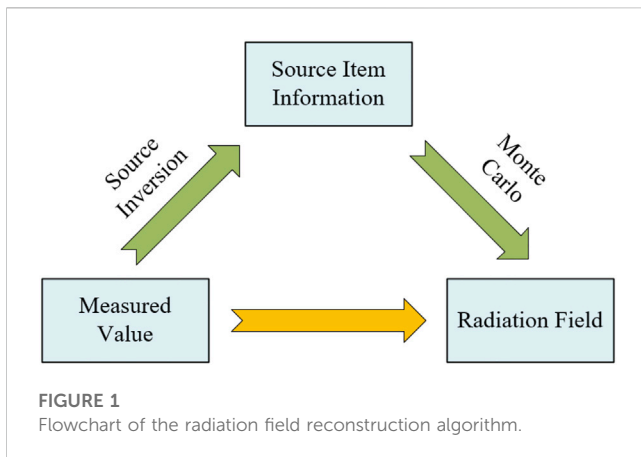 Source Item
Information
Source
Inversion
Monte
Carlo
Measured
Value
Radiation Field
FIGURE 1
Flowchart of the radiation field reconstruction algorithm.